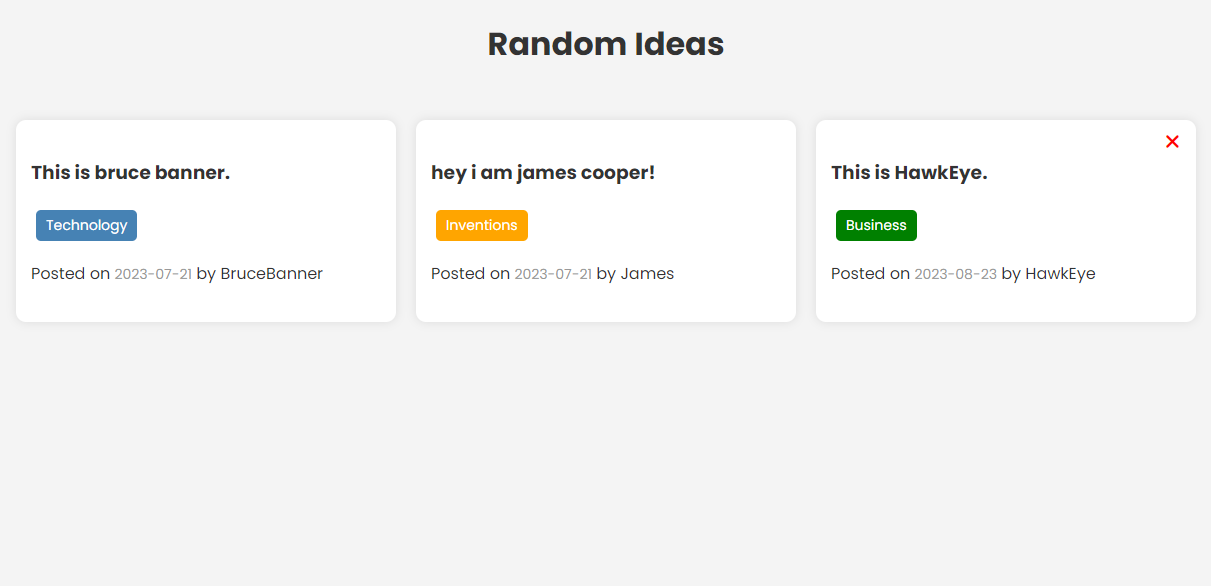 Random Ideas
This is bruce banner.
Technology
Posted on 2023-07-21 by BruceBanner
hey i am james cooper!
Inventions
Posted on 2023-07-21 by James
This is HawkEye.
Business
Posted on 2023-08-23 by HawkEye